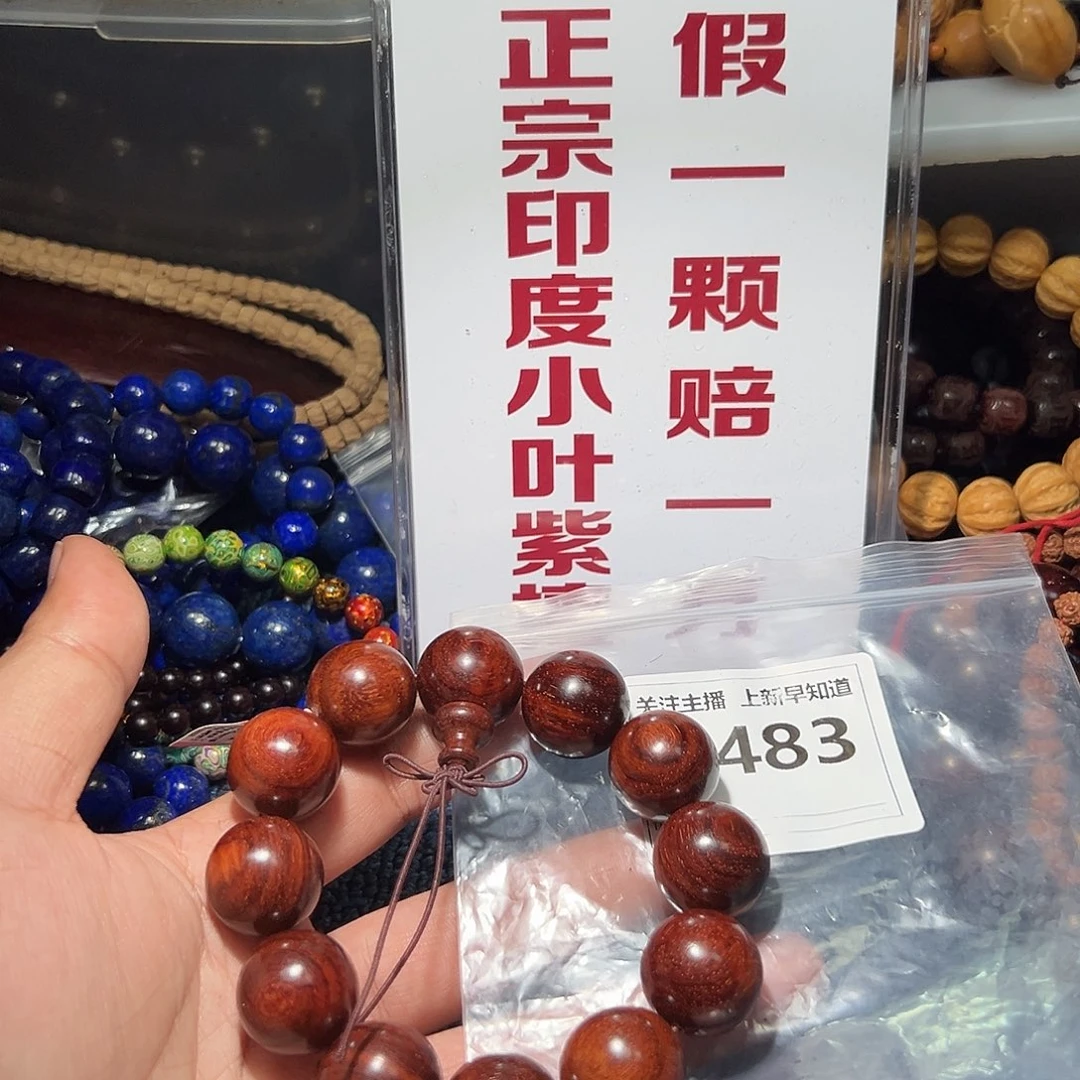 假一颗赔一
正宗印度小叶紫
关注主播 上新早知道
483